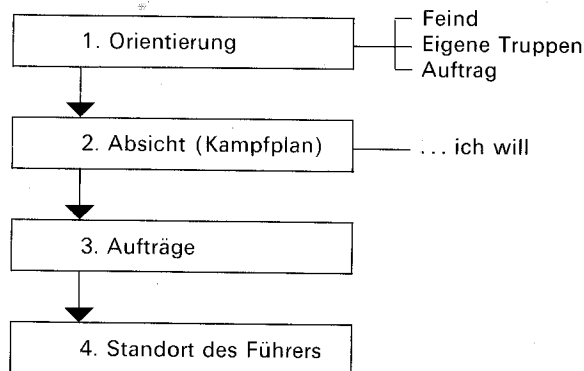 1. Orientierung
Feind
Eigene Truppen
Auftrag
2. Absicht (Kampfplan)
... ich will
3. Aufträge
4. Standort des Führers